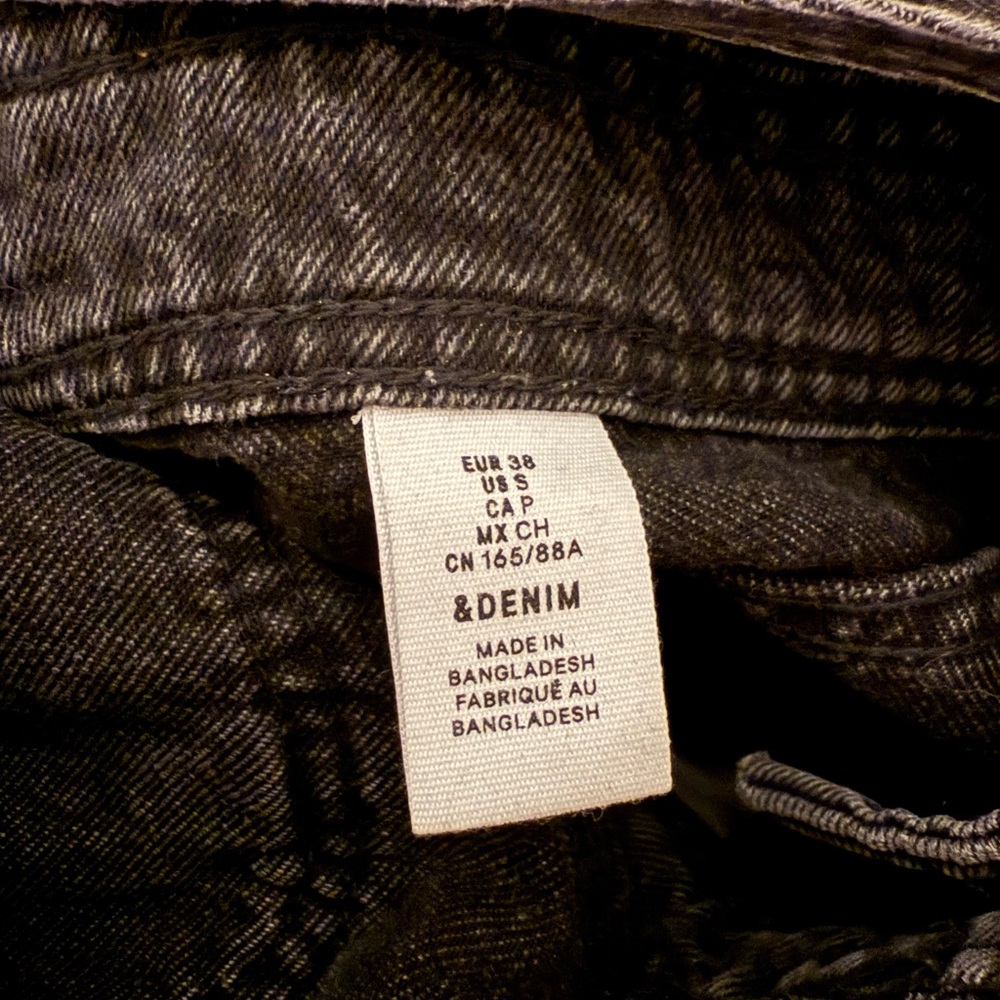 EUR 38
US S
CA P
MX CH
CN 165/88A
&DENIM
MADE IN
BANGLADESH
FABRIQUÉ AU
BANGLADESH